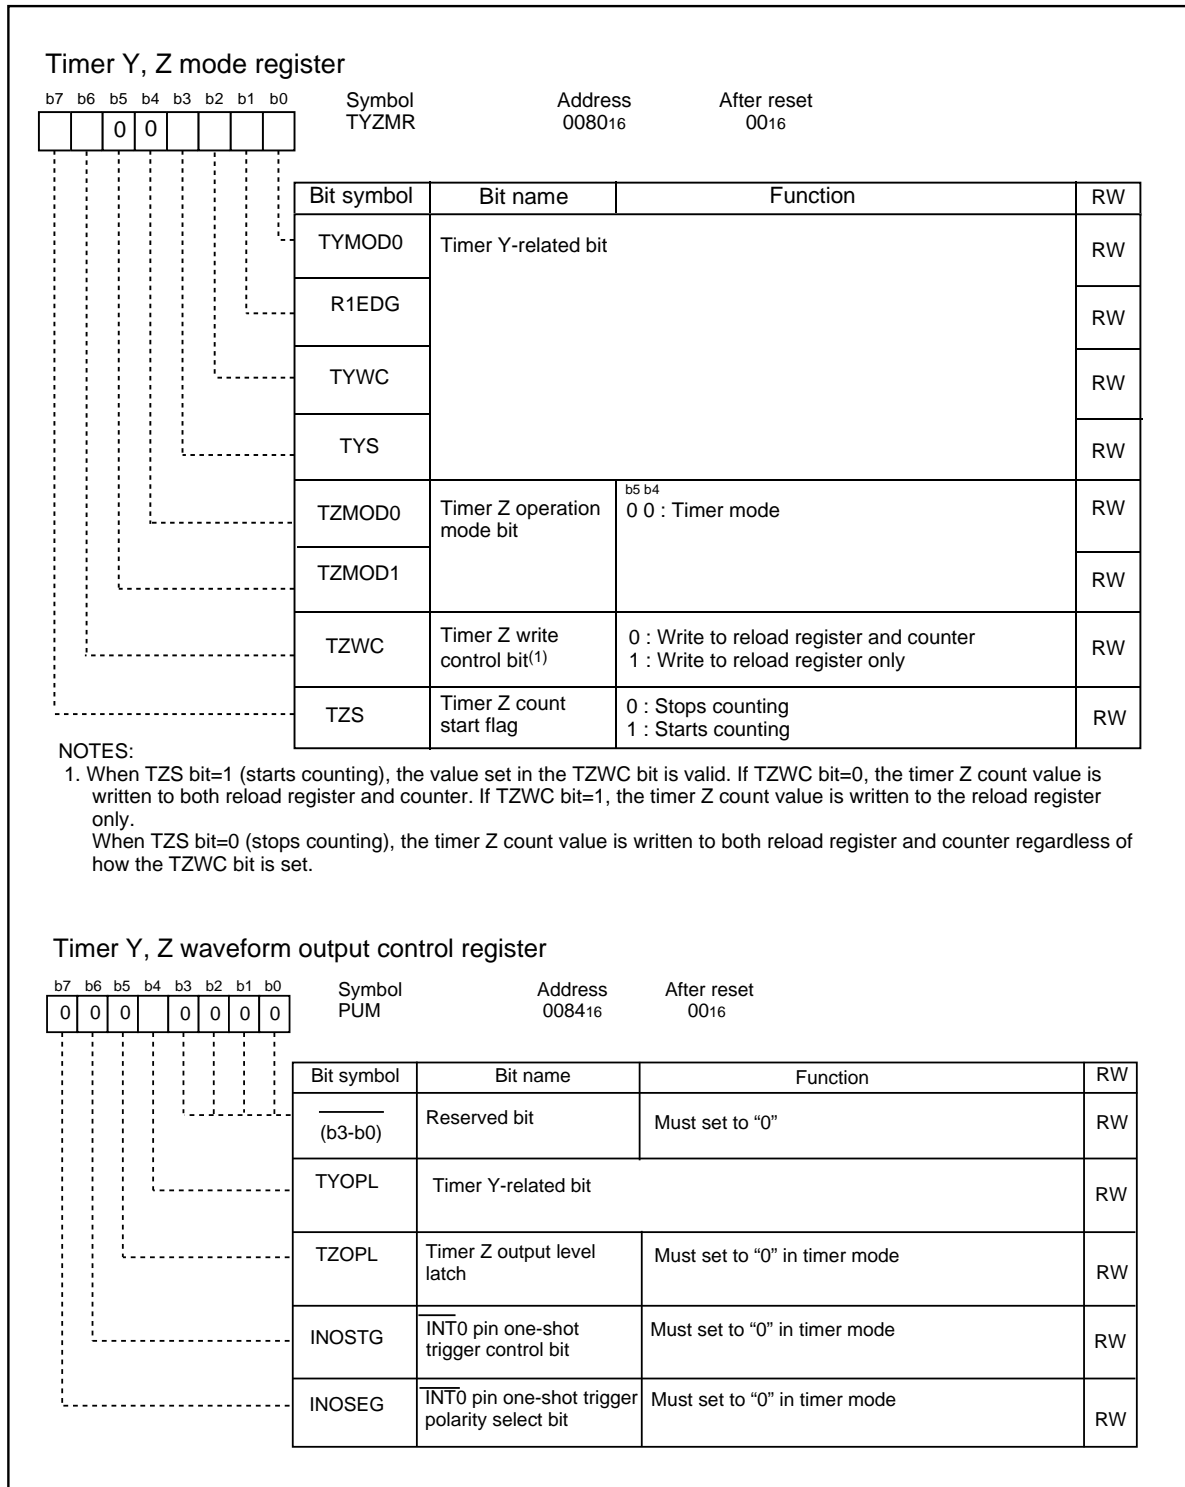 Timer Y, Z mode register
b7 b6 b5 b4 b3 b2 b1 b0
Symbol Address After reset
0 0
TYZMR 008016 0016
Bit symbol Bit name Function RW
TYMOD0 Timer Y-related bit RW
R1EDG RW
TYWC RW
TYS RW
TZMOD0 Timer Z operation mode bit b5 b4
0 0 : Timer mode RW
TZMOD1 RW
TZWC Timer Z write control bit(1) 0 : Write to reload register and counter
1 : Write to reload register only RW
TZS Timer Z count start flag 0 : Stops counting
1 : Starts counting RW
NOTES:
1. When TZS bit=1 (starts counting), the value set in the TZWC bit is valid. If TZWC bit=0, the timer Z count value is
written to both reload register and counter. If TZWC bit=1, the timer Z count value is written to the reload register
only.
When TZS bit=0 (stops counting), the timer Z count value is written to both reload register and counter regardless of
how the TZWC bit is set.
Timer Y, Z waveform output control register
b7 b6 b5 b4 b3 b2 b1 b0
Symbol Address After reset
0 0 0 0 0 0 0
PUM 008416 0016
Bit symbol Bit name Function RW
(b3-b0) Reserved bit Must set to “0” RW
TYOPL Timer Y-related bit RW
TZOPL Timer Z output level latch Must set to “0” in timer mode RW
INOSTG INT0 pin one-shot trigger control bit Must set to “0” in timer mode RW
INOSEG INT0 pin one-shot trigger polarity select bit Must set to “0” in timer mode RW